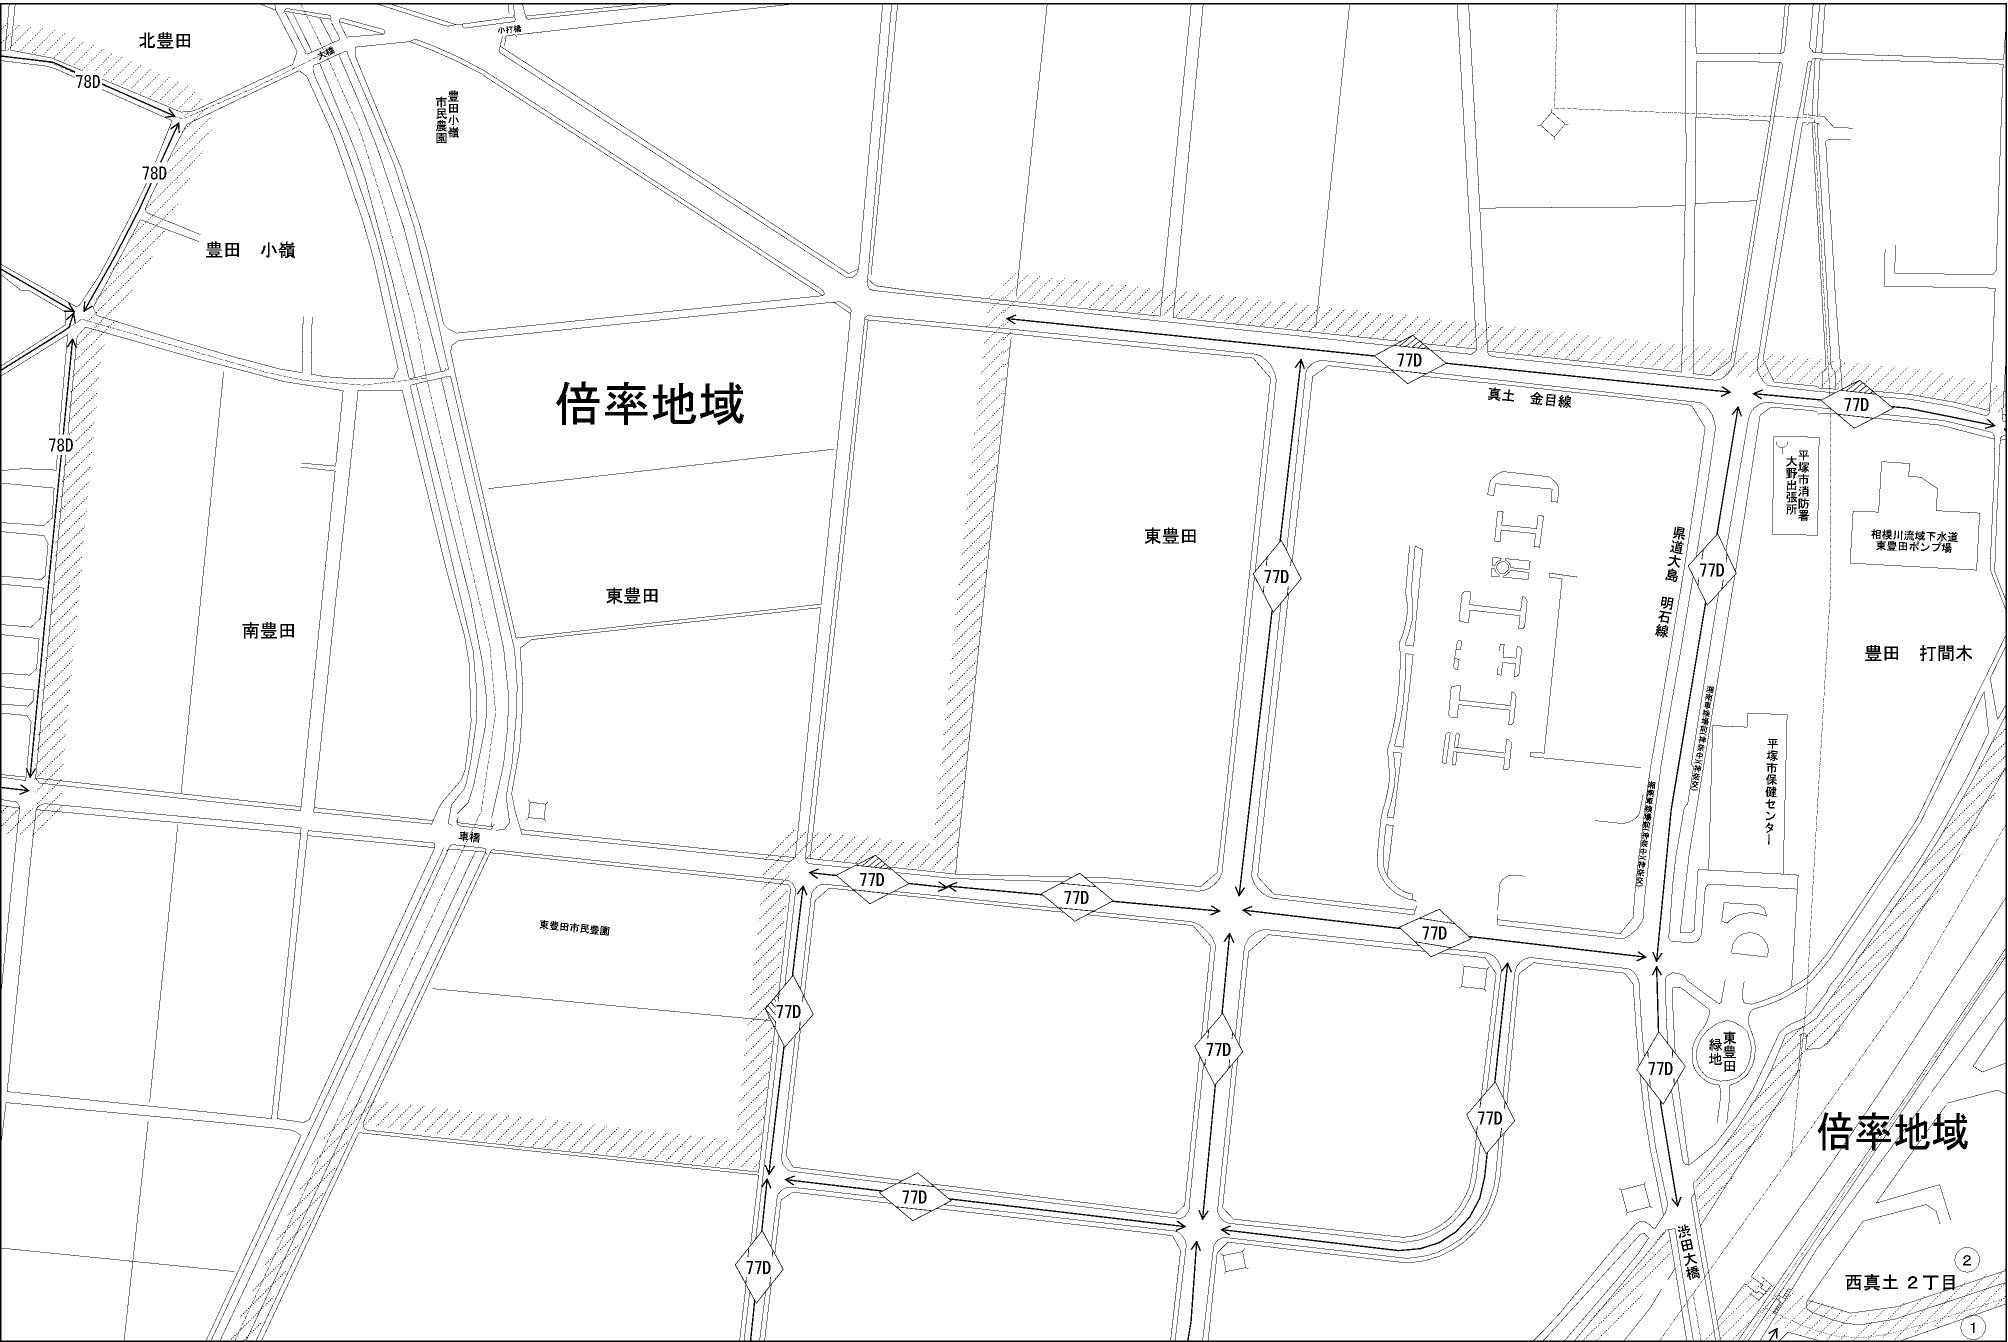 北豊田
大橋
小打橋
78D
豊田小嶺
市民農園
78D
豊田　小嶺
77D
真土　金目線
77D
倍率地域
78D
平塚市消防署
大野出張所
相模川流域下水道
東豊田ポンプ場
東豊田
県道大島　明石線
77D
77D
東豊田
南豊田
豊田　打間木
平塚市保健センター
車橋
77D
77D
東豊田市民豊園
77D
77D
77D
東豊田
緑地
77D
77D
倍率地域
77D
渋田大橋
77D
②
西真土 2丁目
①